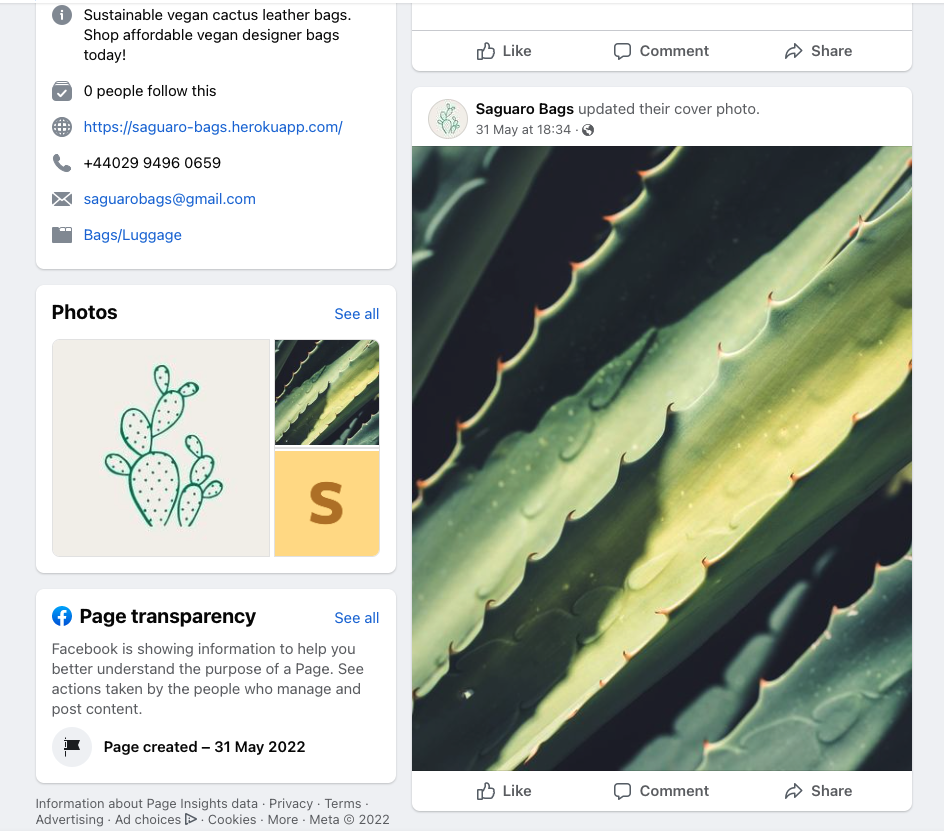 Sustainable vegan cactus leather bags.
Shop affordable vegan designer bags
today!
0 people follow this
https://saguaro-bags.herokuapp.com/
+44029 9496 0659
saguarobags@gmail.com
Bags/Luggage
Photos
See all
S
Page transparency
See all
Facebook is showing information to help you
better understand the purpose of a Page. See
actions taken by the people who manage and
post content.
Page created – 31 May 2022
Information about Page Insights data · Privacy · Terms ·
Advertising · Ad choices · Cookies · More · Meta © 2022
Like
Comment
Share
Saguaro Bags updated their cover photo.
31 May at 18:34 ·
Like
Comment
Share